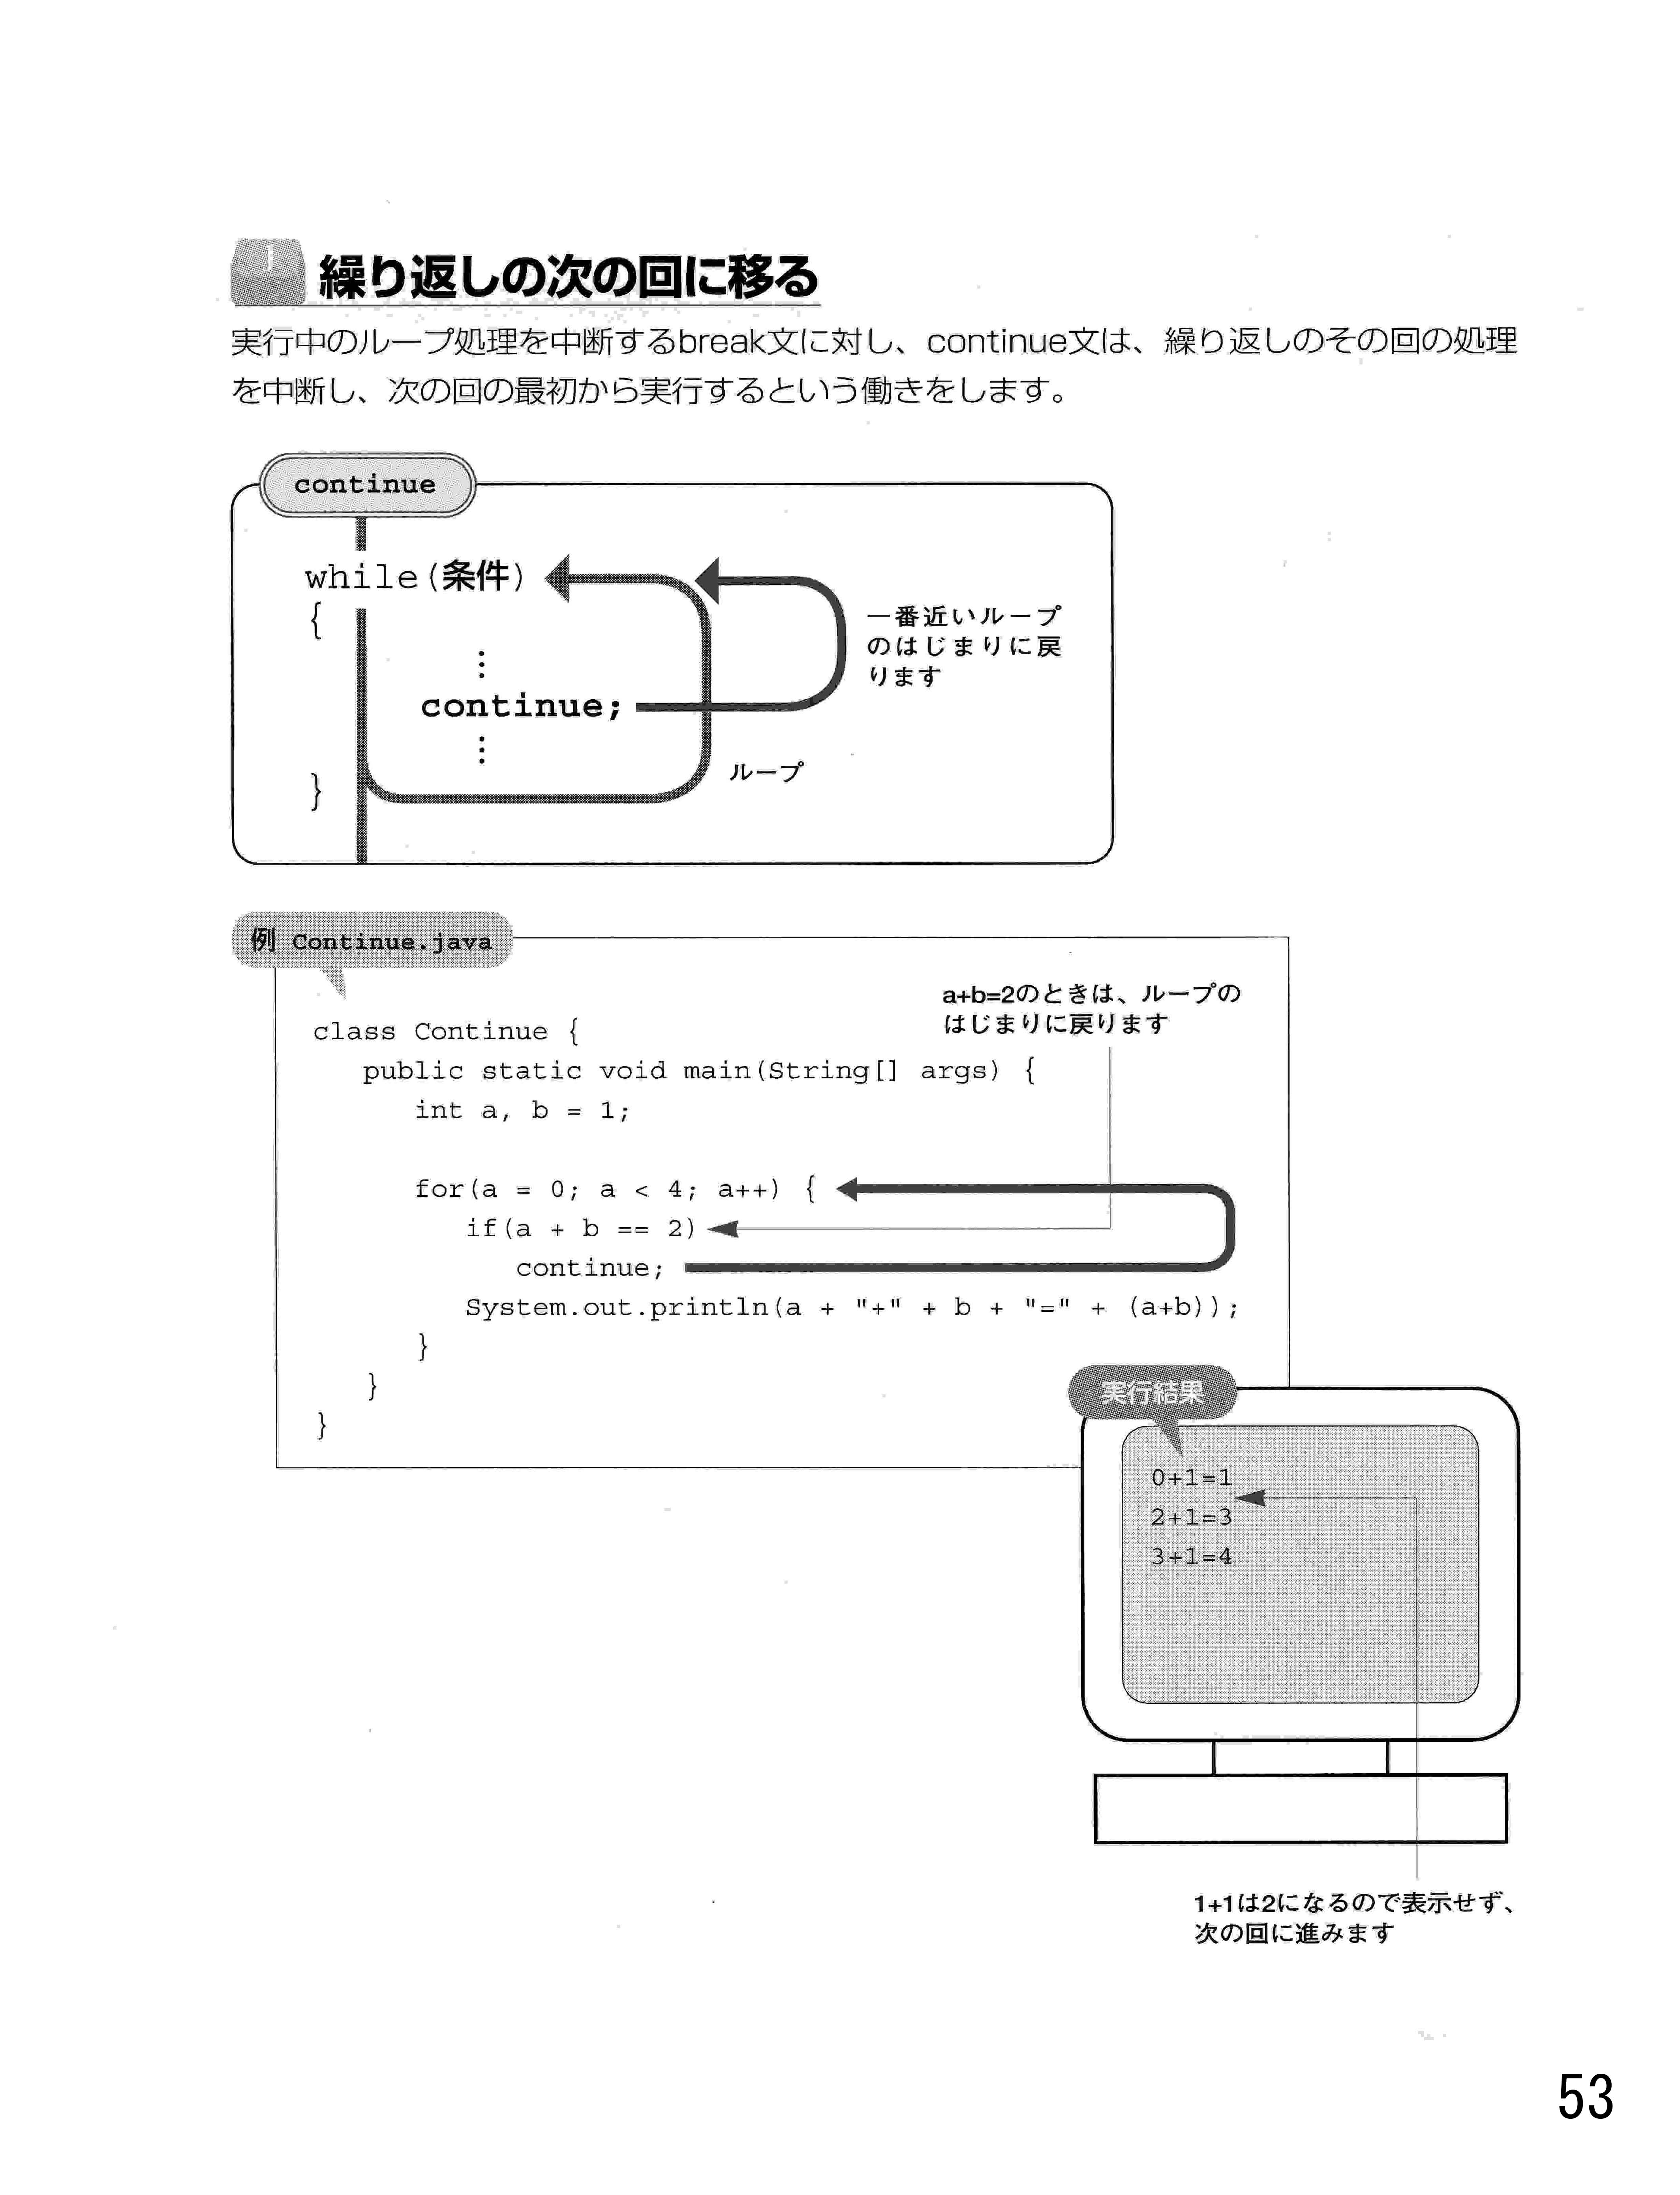 繰り返しの次の回に移る
実行中のループ処理を中断するbreak文に対し、continue文は、繰り返しのその回の処理
を中断し、次の回の最初から実行するという働きをします。
continue
while(条件)
{
⋮
continue;
⋮
}
一番近いループ
のはじまりに戻
ります
ループ
例 Continue.java
a+b=2のときは、ループの
はじまりに戻ります
class Continue {
public static void main(String[] args) {
int a, b = 1;
for(a = 0; a < 4; a++) {
if(a + b == 2)
continue;
System.out.println(a + "+" + b + "=" + (a+b));
}
}
}
実行結果
0+1=1
2+1=3
3+1=4
1+1は2になるので表示せず、
次の回に進みます
53